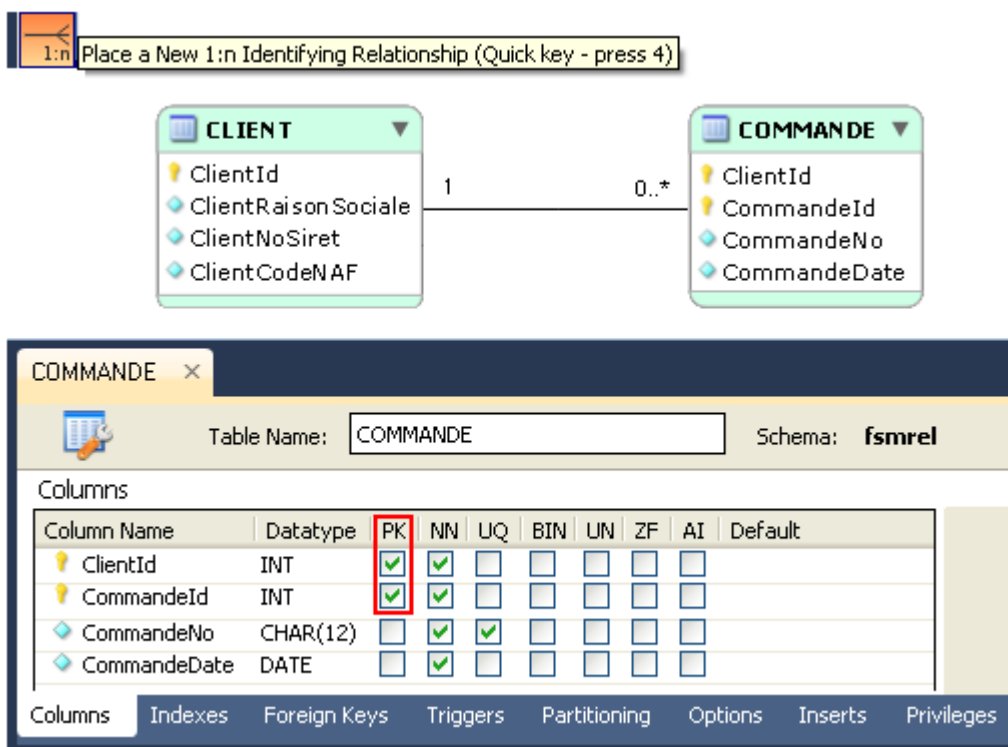 1:n Place a New 1:n Identifying Relationship (Quick key - press 4)
CLIENT
ClientId
ClientRaisonSociale
ClientNoSiret
ClientCodeNAF
1
0..*
COMMANDE
ClientId
CommandeId
CommandeNo
CommandeDate
COMMANDE
Table Name: COMMANDE Schema: fsmrel
Columns
Column Name Datatype PK NN UQ BIN UN ZF AI Default
ClientId INT
CommandeId INT
CommandeNo CHAR(12)
CommandeDate DATE
Columns Indexes Foreign Keys Triggers Partitioning Options Inserts Privileges